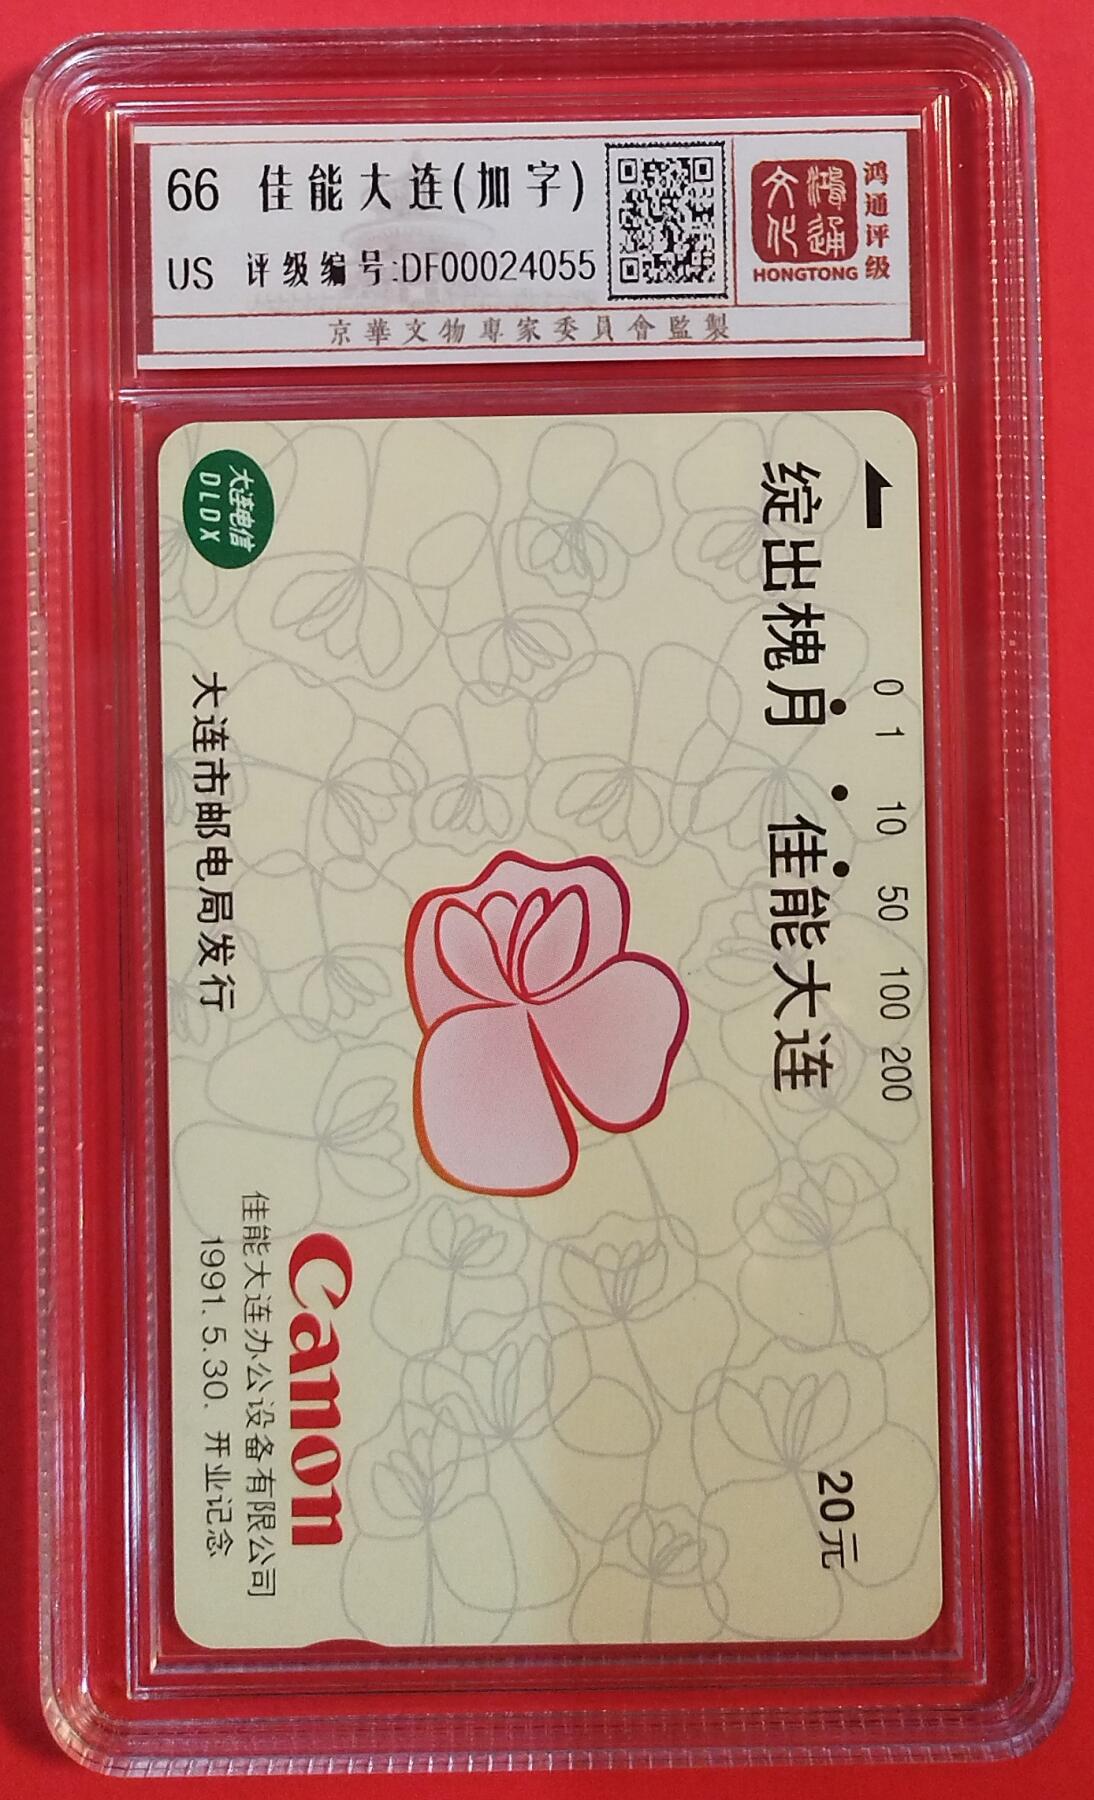 66 佳能大连(加字)
US 评级编号:DF00024055
鸿通文化
HONGTONG
鸿通评级
京華文物專家委員會監製
0 1 10 50 100 200
绽出槐月 佳能大连
20元
Canon
佳能大连办公设备有限公司
1991.5.30. 开业记念
大连电信
DLDX
大连市邮电局发行